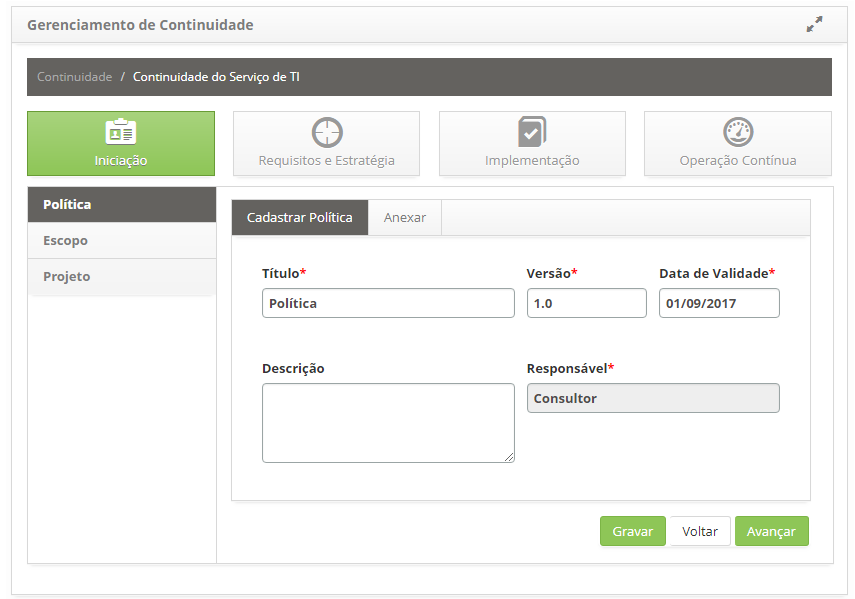 Gerenciamento de Continuidade
Continuidade / Continuidade do Serviço de TI
Iniciação Requisitos e Estratégia Implementação Operação Contínua
Política
Escopo
Projeto
Cadastrar Política Anexar
Título* Versão* Data de Validade*
Política 1.0 01/09/2017
Descrição Responsável*
Consultor
Gravar Voltar Avançar